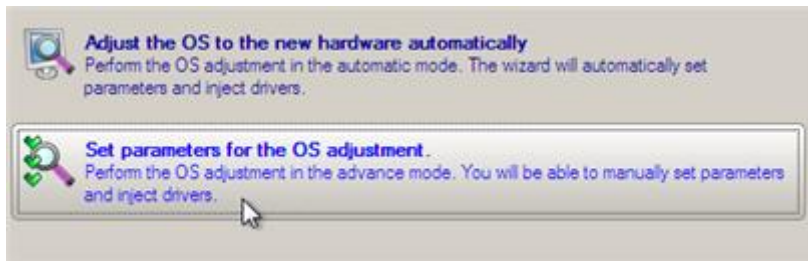 Adjust the OS to the new hardware automatically
Perform the OS adjustment in the automatic mode. The wizard will automatically set
parameters and inject drivers.
Set parameters for the OS adjustment.
Perform the OS adjustment in the advance mode. You will be able to manually set parameters
and inject drivers.